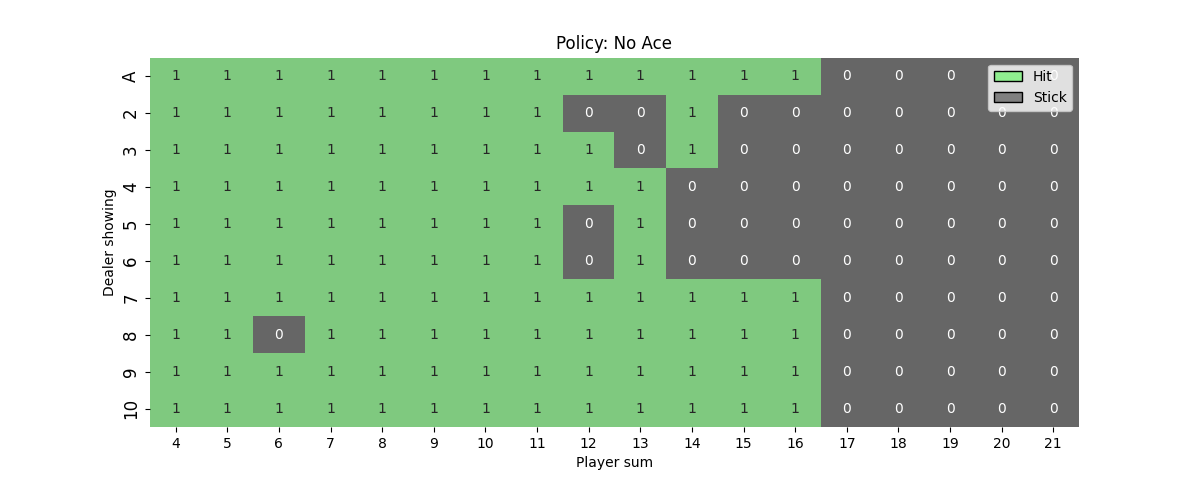 Policy: No Ace
Hit
Stick
Dealer showing
A 1 1 1 1 1 1 1 1 1 1 1 1 1 0 0 0 0
2 1 1 1 1 1 1 1 1 0 0 1 0 0 0 0 0 0 0
3 1 1 1 1 1 1 1 1 1 0 1 0 0 0 0 0 0 0
4 1 1 1 1 1 1 1 1 1 1 0 0 0 0 0 0 0 0
5 1 1 1 1 1 1 1 1 0 1 0 0 0 0 0 0 0 0
6 1 1 1 1 1 1 1 1 0 1 0 0 0 0 0 0 0 0
7 1 1 1 1 1 1 1 1 1 1 1 1 1 0 0 0 0 0
8 1 1 0 1 1 1 1 1 1 1 1 1 1 0 0 0 0 0
9 1 1 1 1 1 1 1 1 1 1 1 1 1 0 0 0 0 0
10 1 1 1 1 1 1 1 1 1 1 1 1 1 0 0 0 0 0
4 5 6 7 8 9 10 11 12 13 14 15 16 17 18 19 20 21
Player sum